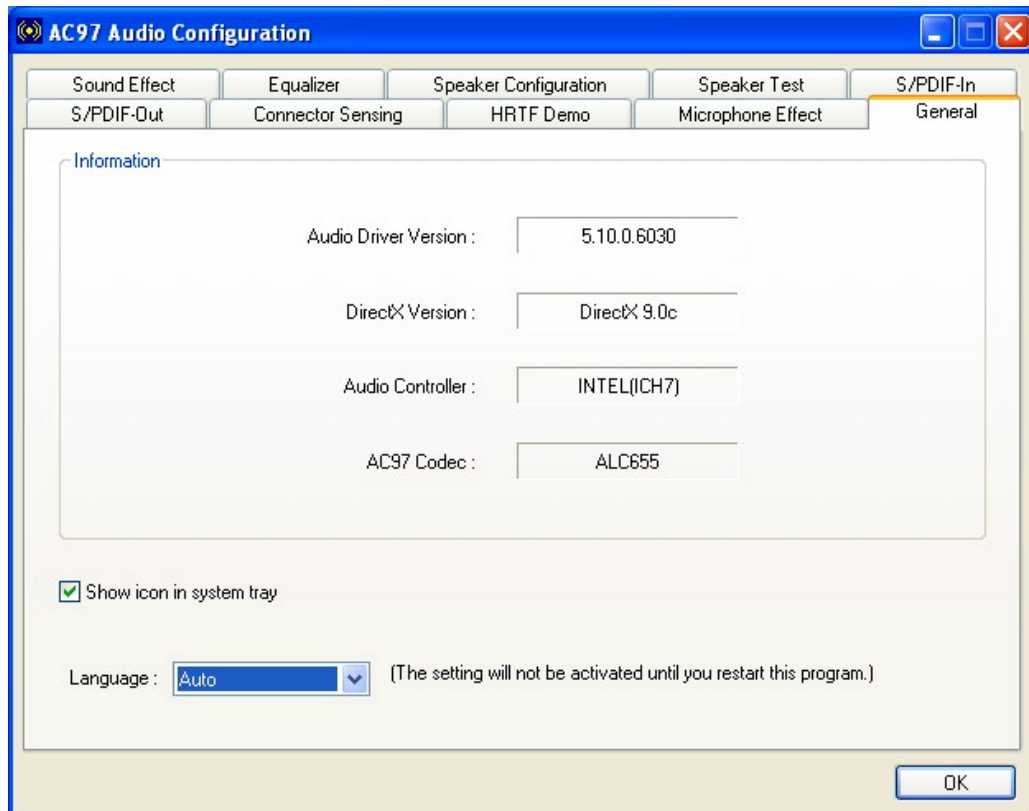 AC97 Audio Configuration
Sound Effect
Equalizer
Speaker Configuration
Speaker Test
S/PDIF-In
S/PDIF-Out
Connector Sensing
HRTF Demo
Microphone Effect
General
Information
Audio Driver Version : 5.10.0.6030
DirectX Version : DirectX 9.0c
Audio Controller : INTEL(ICH7)
AC97 Codec : ALC655
Show icon in system tray
Language : Auto (The setting will not be activated until you restart this program.)
OK